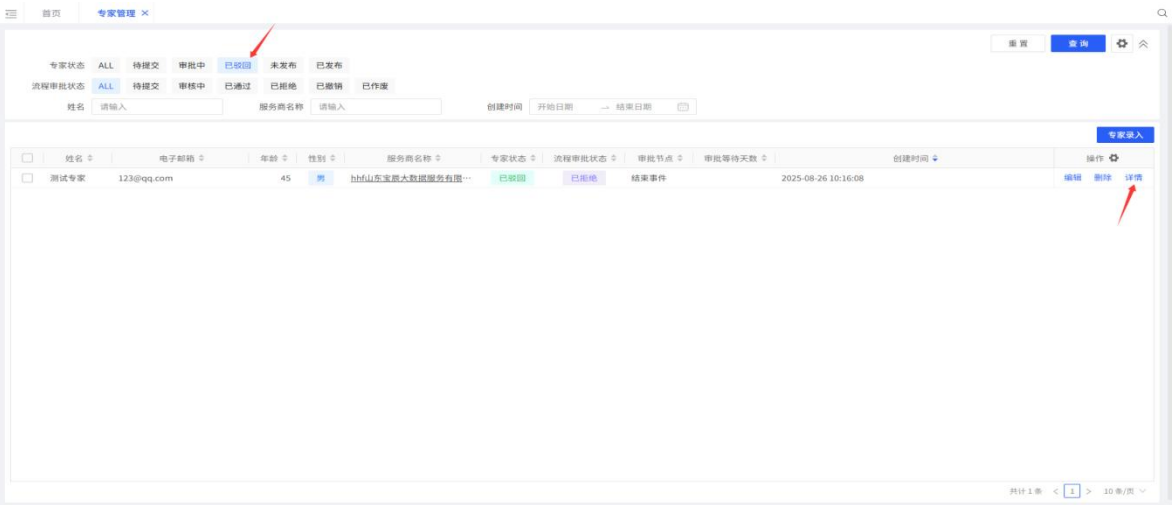 首页 专家管理 ×
重置 查询
专家状态 ALL 待提交 审批中 已驳回 未发布 已发布
流程审批状态 ALL 待提交 审核中 已通过 已拒绝 已撤销 已作废
姓名 请输入 服务商名称 请输入 创建时间 开始日期 → 结束日期
专家录入
姓名 电子邮箱 年龄 性别 服务商名称 专家状态 流程审批状态 审批节点 审批等待天数 创建时间 操作
测试专家 123@qq.com 45 男 hhf山东宝辰大数据服务有限… 已驳回 已拒绝 结束事件 2025-08-26 10:16:08 编辑 删除 详情
共计 1 条 < 1 > 10 条/页